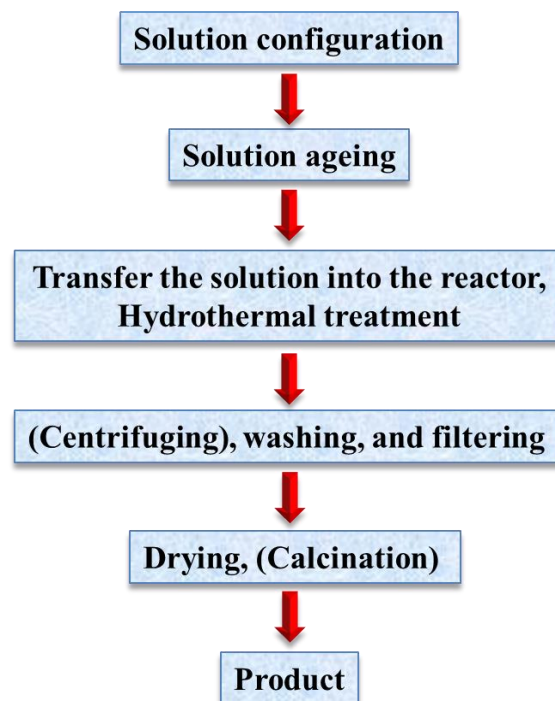 Solution configuration
Solution ageing
Transfer the solution into the reactor,
Hydrothermal treatment
(Centrifuging), washing, and filtering
Drying, (Calcination)
Product